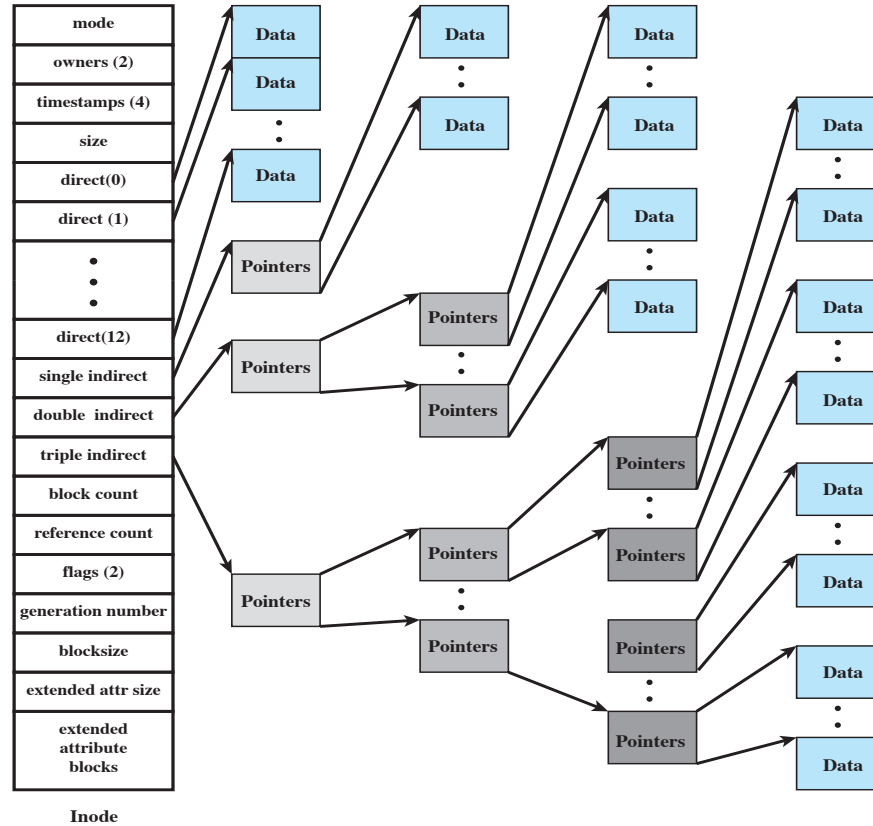 mode
owners (2)
timestamps (4)
size
direct(0)
direct (1)
direct(12)
single indirect
double indirect
triple indirect
block count
reference count
flags (2)
generation number
blocksize
extended attr size
extended
attribute
blocks
Inode
Data
Data
Data
Pointers
Pointers
Pointers
Data
Data
Pointers
Pointers
Pointers
Pointers
Data
Data
Data
Data
Pointers
Pointers
Pointers
Pointers
Data
Data
Data
Data
Data
Data
Data
Data